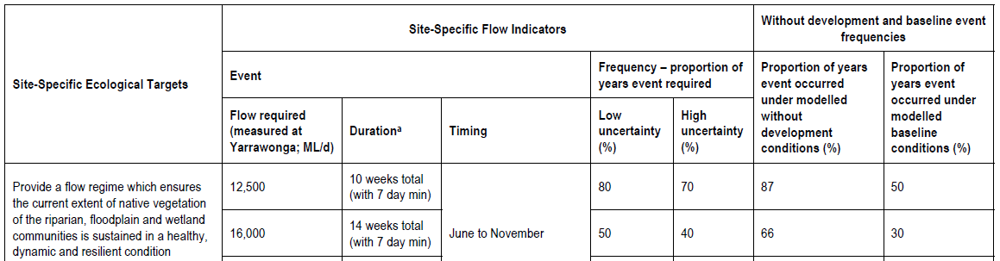 Site-Specific Ecological Targets
Site-Specific Flow Indicators
Without development and baseline event
frequencies
Event
Frequency – proportion of
years event required
Proportion of years
event occurred
under modelled
without
development
conditions (%)
Proportion of
years event
occurred under
modelled
baseline
conditions (%)
Flow required
(measured at
Yarrawonga; ML/d)
Durationᵃ
Timing
Low
uncertainty
(%)
High
uncertainty
(%)
Provide a flow regime which ensures
the current extent of native vegetation
of the riparian, floodplain and wetland
communities is sustained in a healthy,
dynamic and resilient condition
12,500
10 weeks total
(with 7 day min)
June to November
80
70
87
50
16,000
14 weeks total
(with 7 day min)
50
40
66
30